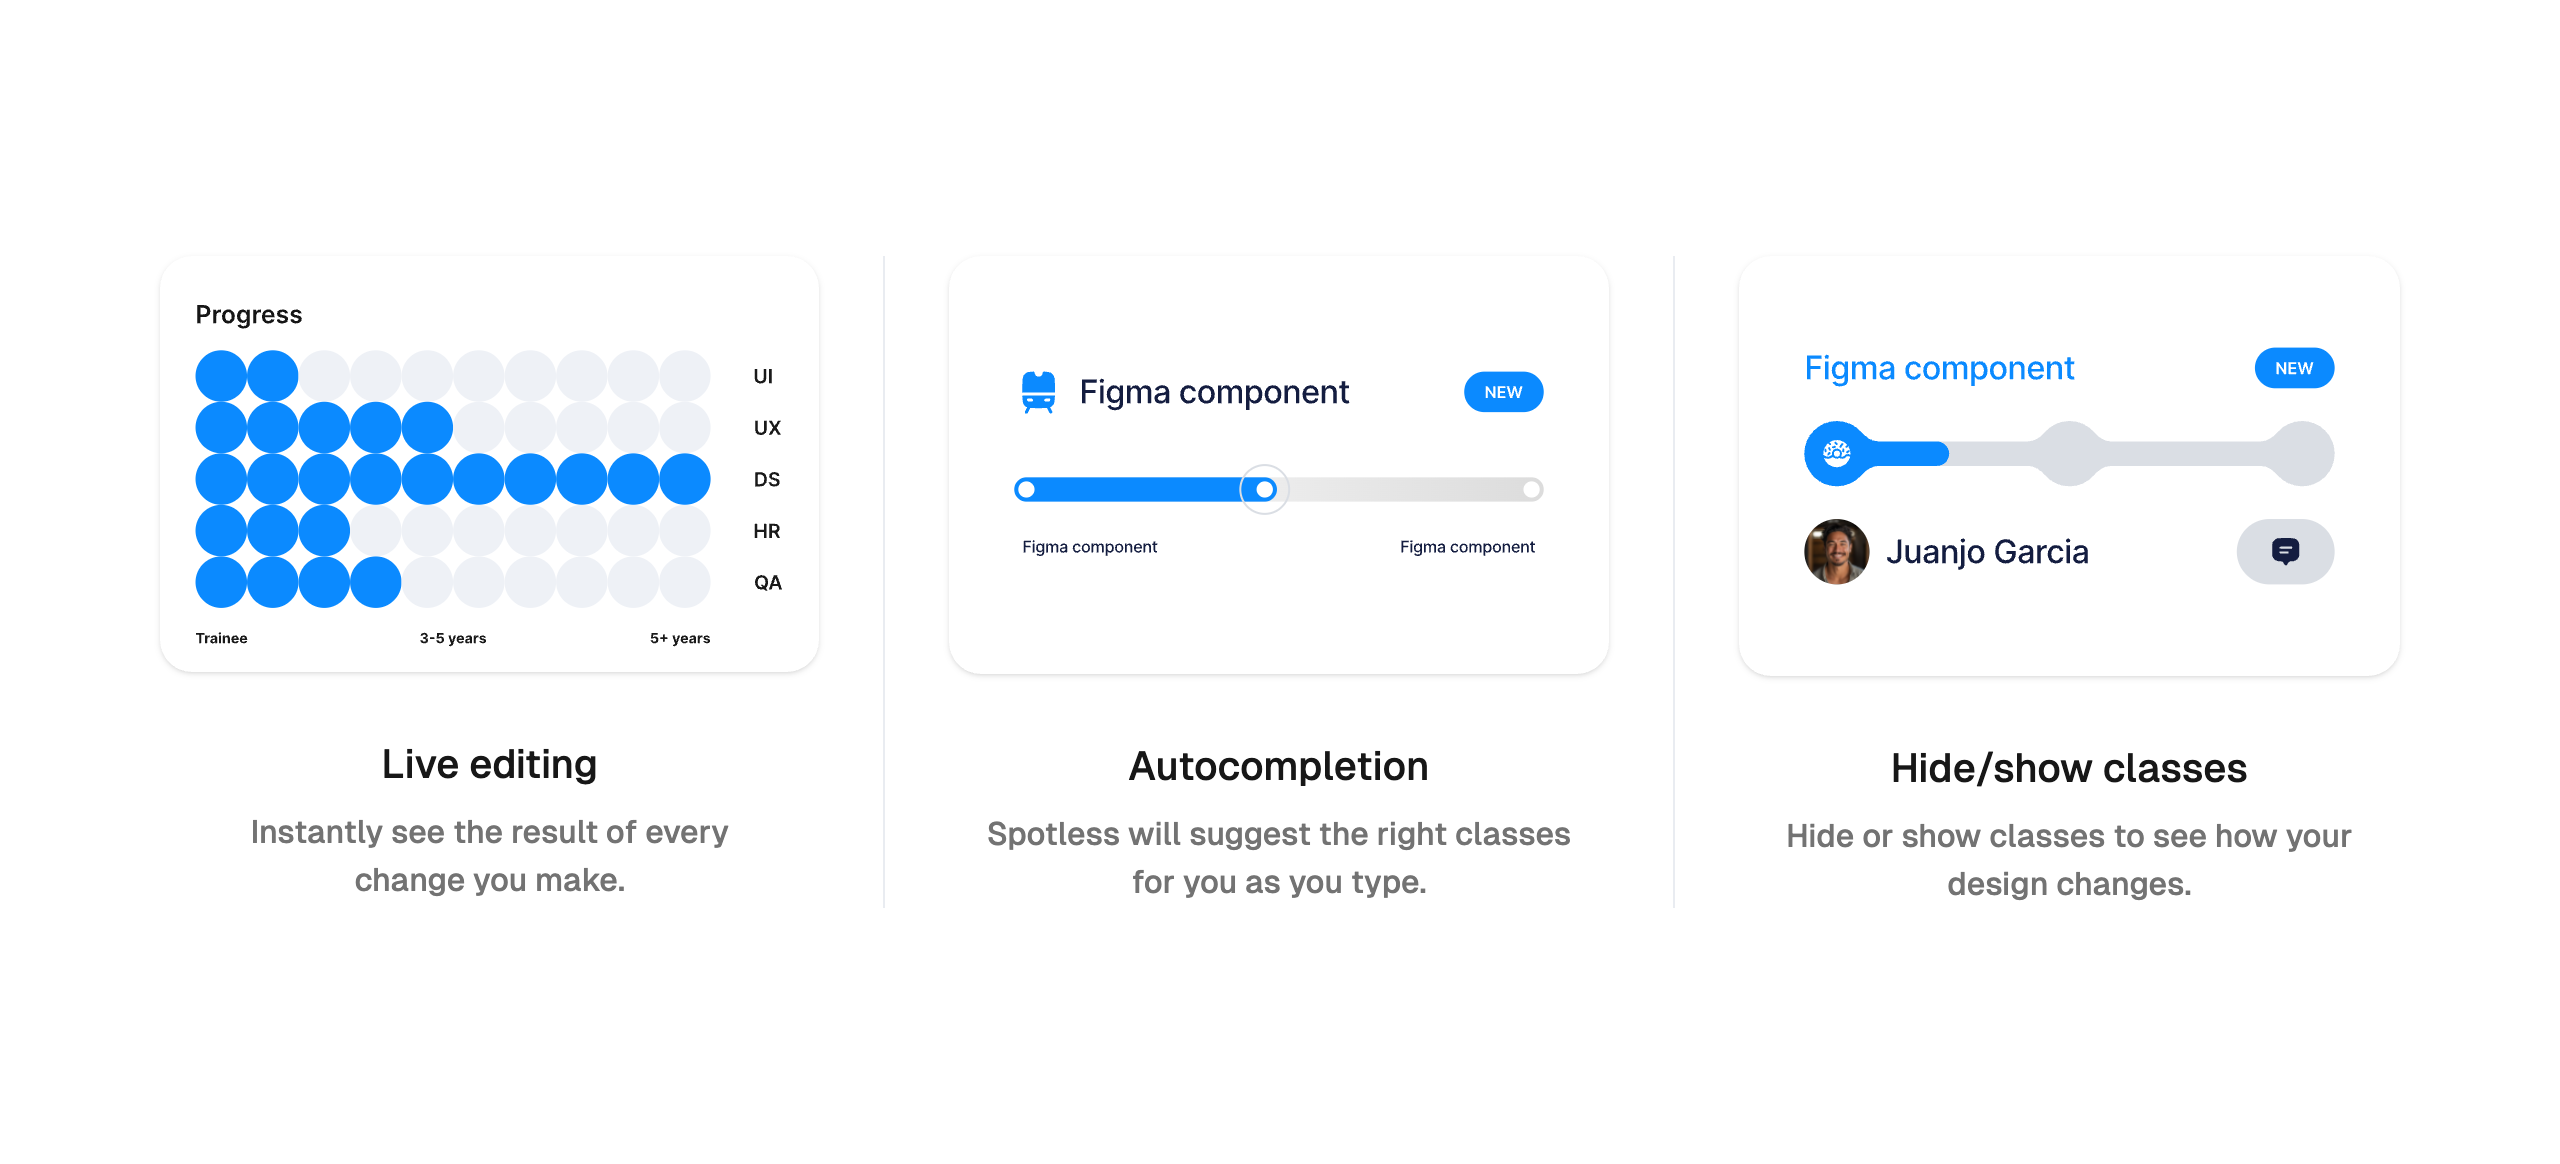 Progress
UI
UX
DS
HR
QA
Trainee
3-5 years
5+ years
Live editing
Instantly see the result of every
change you make.
Figma component
NEW
Figma component
Figma component
Autocompletion
Spotless will suggest the right classes
for you as you type.
Figma component
NEW
Juanjo Garcia
Hide/show classes
Hide or show classes to see how your
design changes.